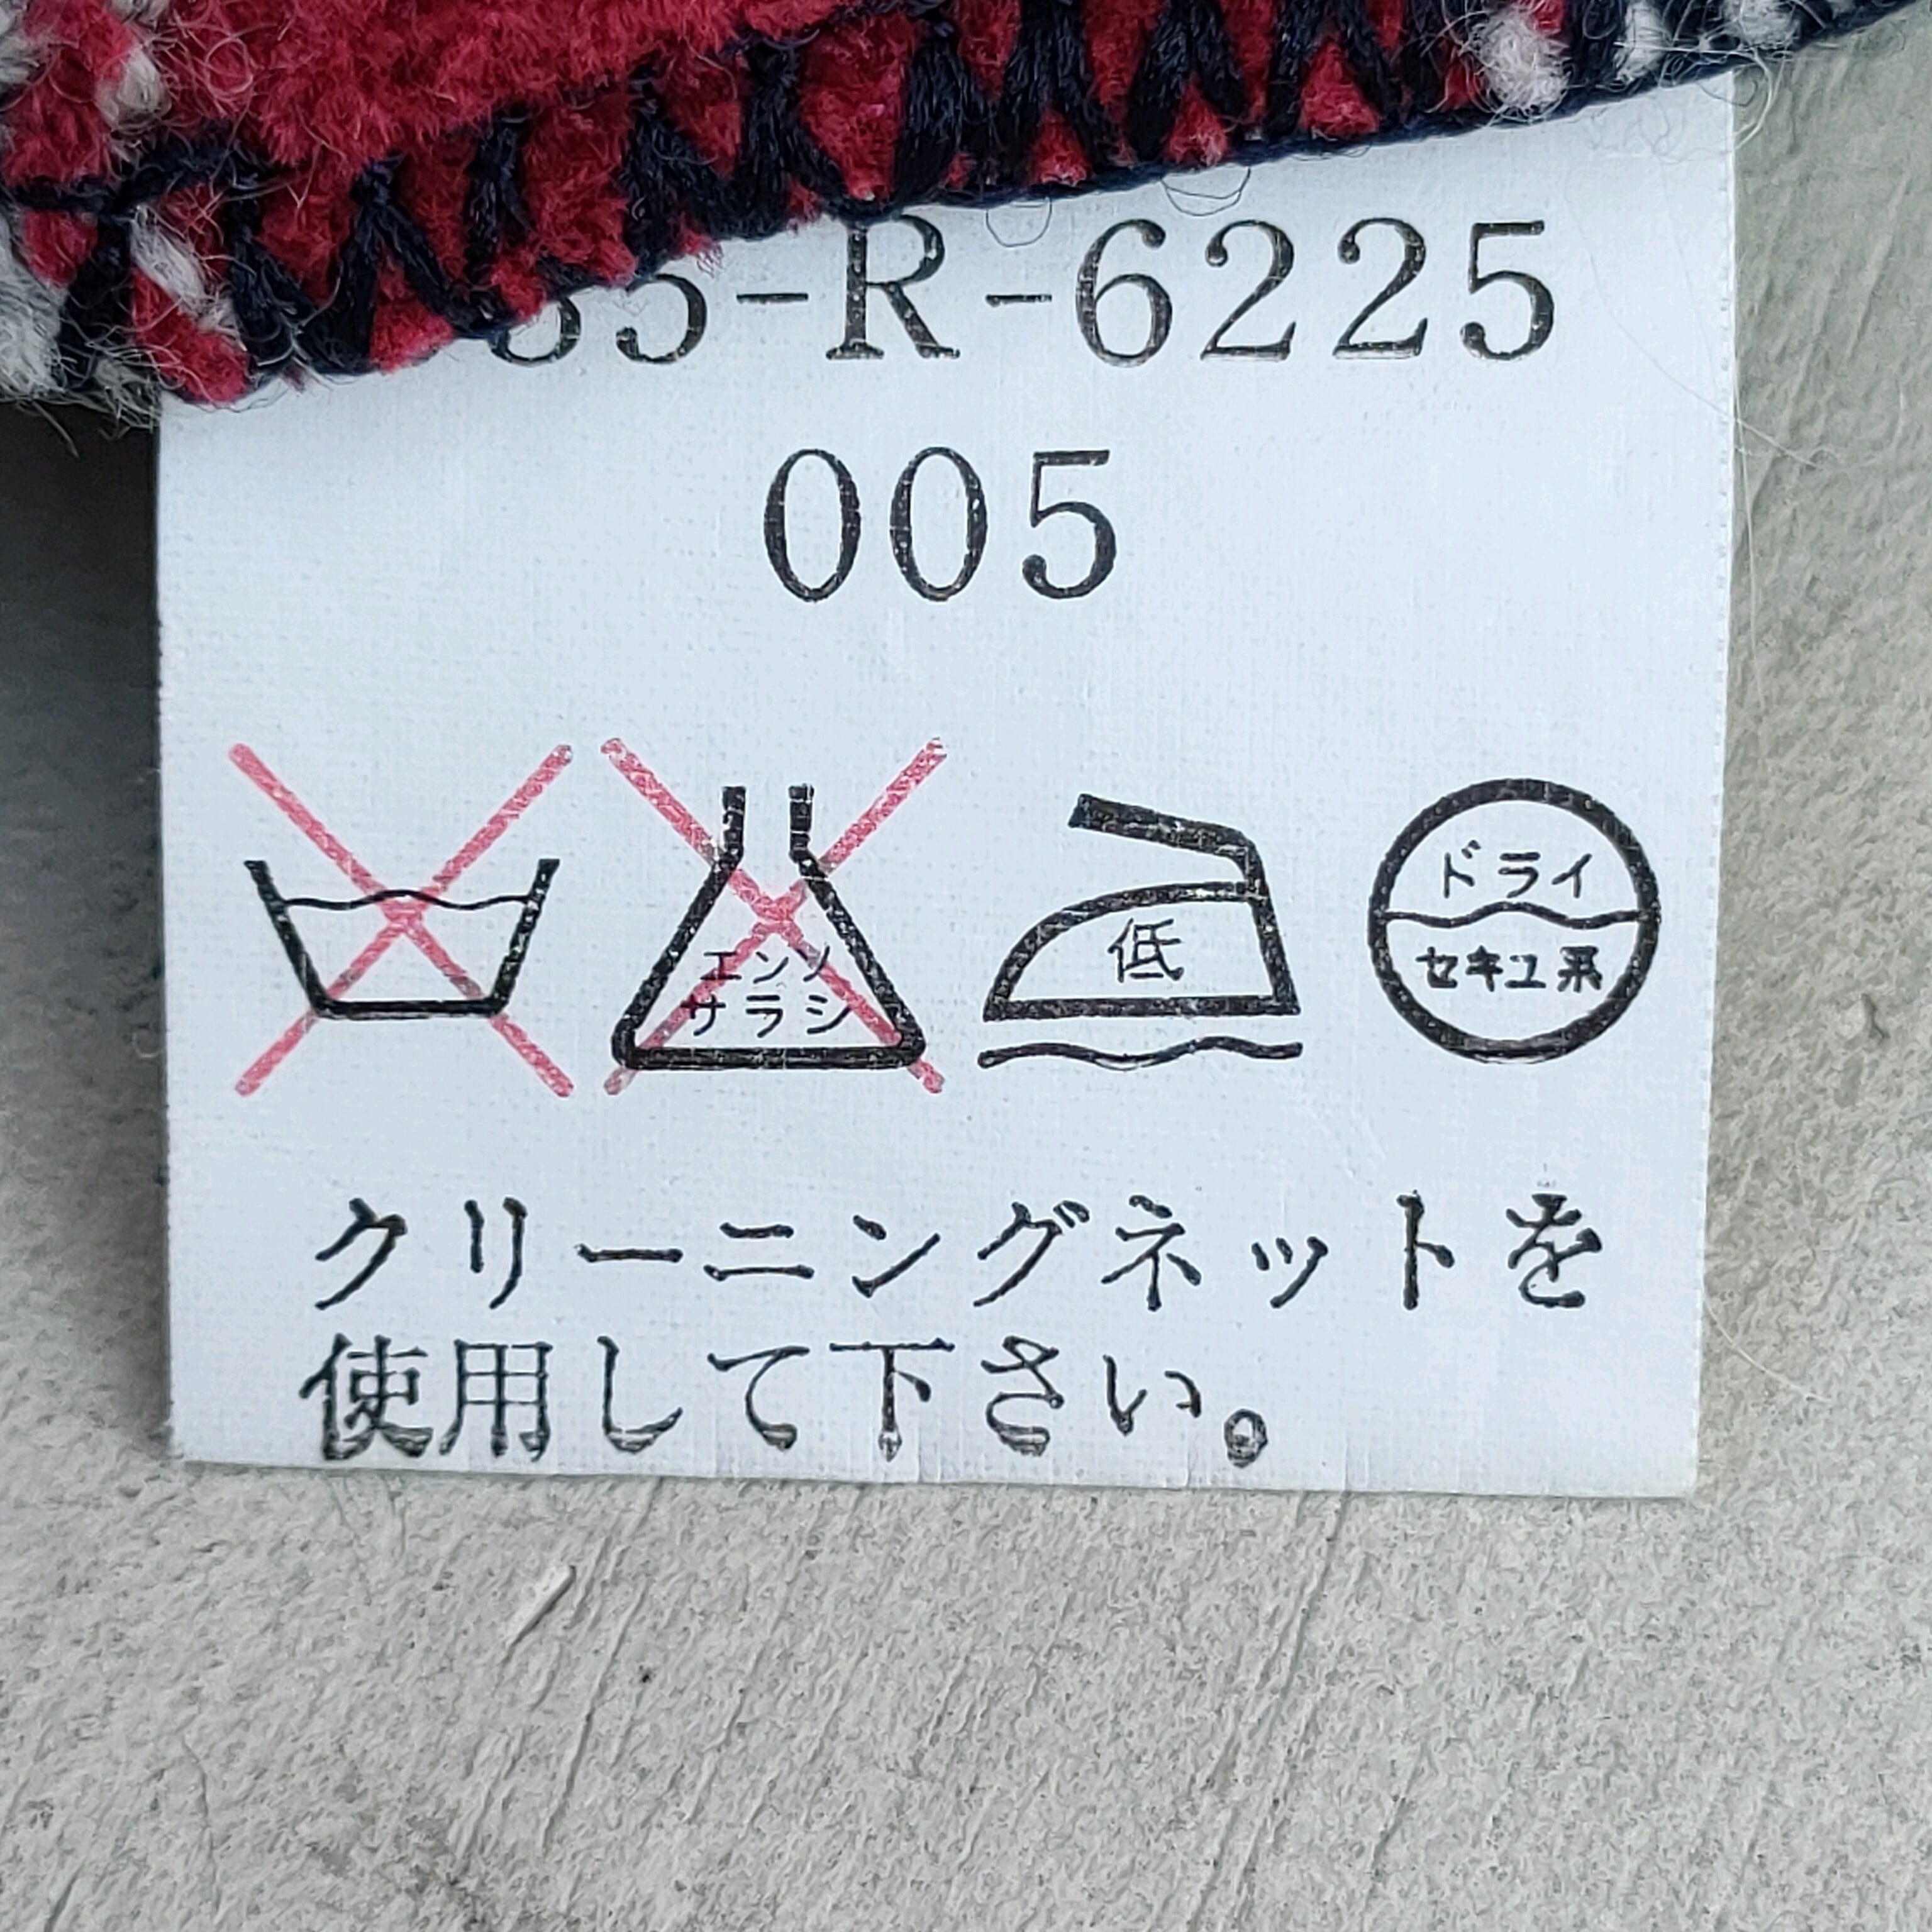 5-R-6225
005
エンソ
サラシ
低
ドライ
セキユ系
クリーニングネットを
使用して下さい。